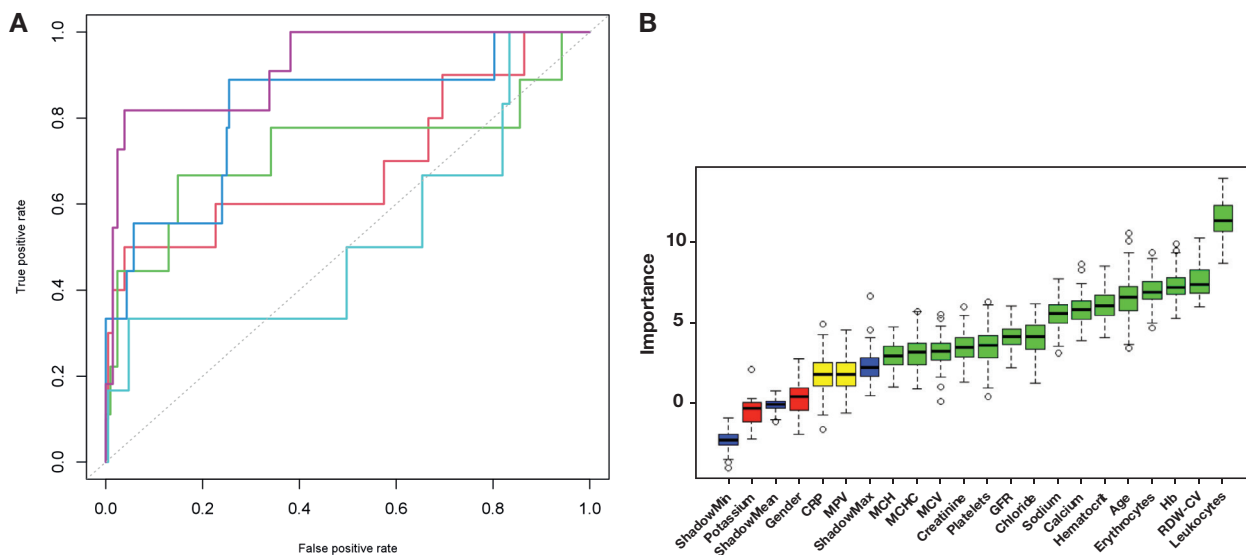 A
B
1.0
0.8
0.6
0.4
0.2
0.0
True positive rate
0.0 0.2 0.4 0.6 0.8 1.0
False positive rate
10
5
0
Importance
ShadowMin
Potassium
ShadowMean
Gender
CRP
MPV
ShadowMax
MCH
MCHC
MCV
Creatinine
Platelets
GFR
Chloride
Sodium
Calcium
Hematocrit
Age
Erythrocytes
Hb
RDW-CV
Leukocytes